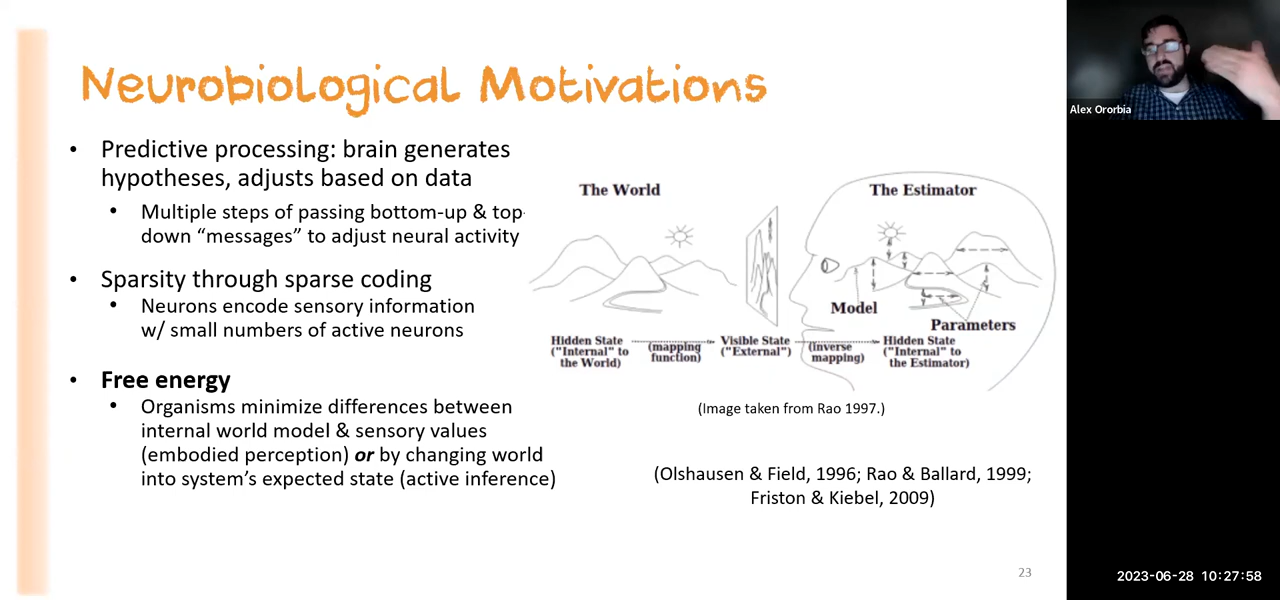 Neurobiological Motivations
• Predictive processing: brain generates
hypotheses, adjusts based on data
• Multiple steps of passing bottom-up & top-
down “messages” to adjust neural activity
• Sparsity through sparse coding
• Neurons encode sensory information
w/ small numbers of active neurons
• Free energy
• Organisms minimize differences between
internal world model & sensory values
(embodied perception) or by changing world
into system’s expected state (active inference)
The World
The Estimator
Model
Parameters
Hidden State
("Internal" to
the World)
(mapping
function)
Visible State
("External")
(inverse
mapping)
Hidden State
("Internal" to
the Estimator)
(Image taken from Rao 1997.)
(Olshausen & Field, 1996; Rao & Ballard, 1999;
Friston & Kiebel, 2009)
23
Alex Ororbia
2023-06-28 10:27:58